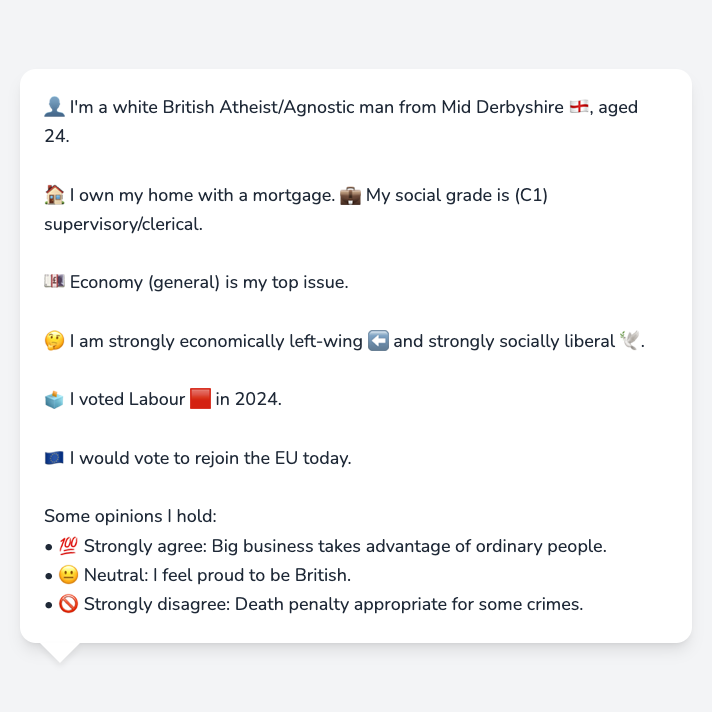 👤 I'm a white British Atheist/Agnostic man from Mid Derbyshire 🏴󠁧󠁢󠁥󠁮󠁧󠁿, aged
24.
🏠 I own my home with a mortgage. 💼 My social grade is (C1)
supervisory/clerical.
💷 Economy (general) is my top issue.
🤔 I am strongly economically left-wing ⬅️ and strongly socially liberal 🕊️.
🗳️ I voted Labour 🟥 in 2024.
🇪🇺 I would vote to rejoin the EU today.
Some opinions I hold:
• 💯 Strongly agree: Big business takes advantage of ordinary people.
• 😐 Neutral: I feel proud to be British.
• 🚫 Strongly disagree: Death penalty appropriate for some crimes.